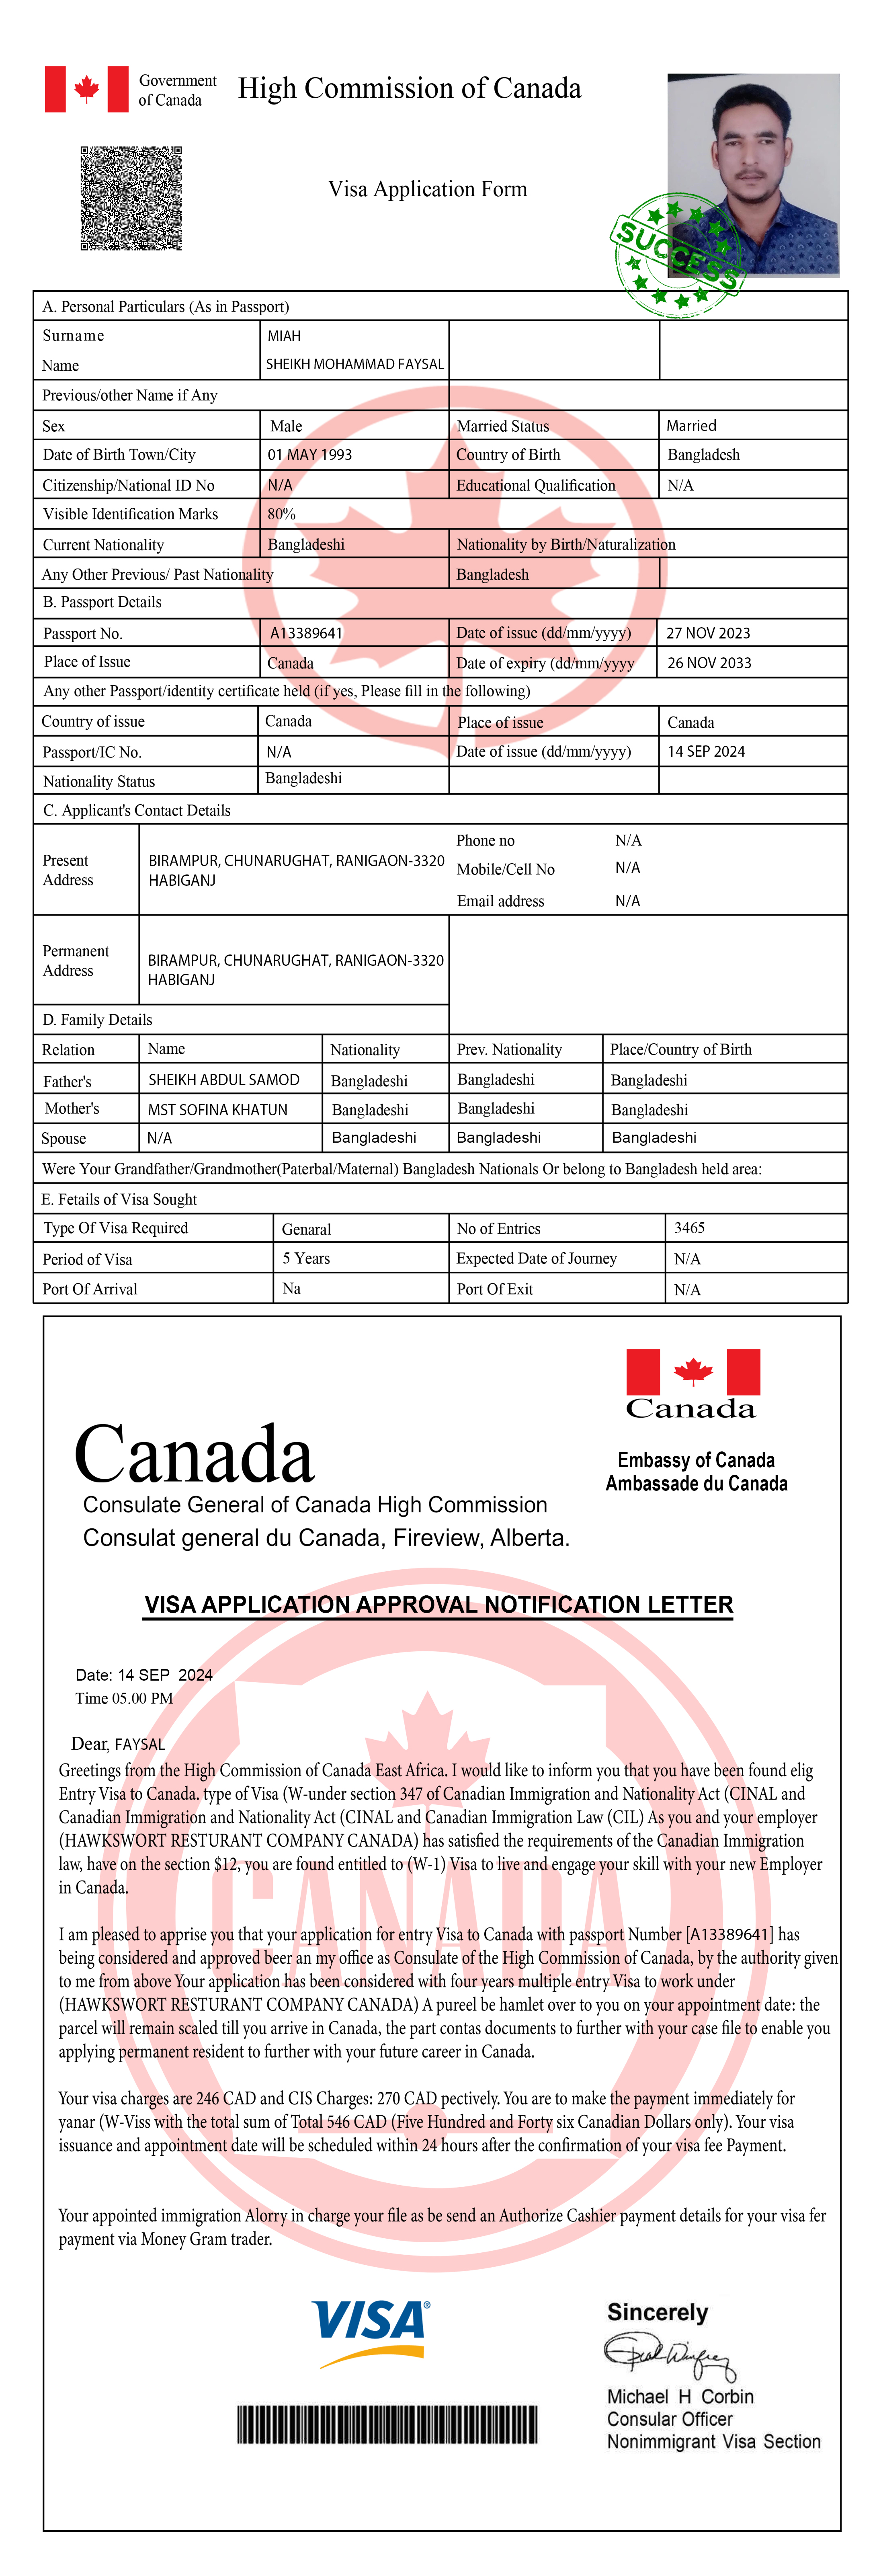 Government
of Canada
High Commission of Canada
Visa Application Form
SUCCESS
A. Personal Particulars (As in Passport)
Surname MIAH
Name SHEIKH MOHAMMAD FAYSAL
Previous/other Name if Any
Sex Male Married Status Married
Date of Birth Town/City 01 MAY 1993 Country of Birth Bangladesh
Citizenship/National ID No N/A Educational Qualification N/A
Visible Identification Marks 80%
Current Nationality Bangladeshi Nationality by Birth/Naturalization
Any Other Previous/ Past Nationality Bangladesh
B. Passport Details
Passport No. A13389641 Date of issue (dd/mm/yyyy) 27 NOV 2023
Place of Issue Canada Date of expiry (dd/mm/yyyy 26 NOV 2033
Any other Passport/identity certificate held (if yes, Please fill in the following)
Country of issue Canada Place of issue Canada
Passport/IC No. N/A Date of issue (dd/mm/yyyy) 14 SEP 2024
Nationality Status Bangladeshi
C. Applicant's Contact Details
Present
Address
BIRAMPUR, CHUNARUGHAT, RANIGAON-3320
HABIGANJ
Phone no N/A
Mobile/Cell No N/A
Email address N/A
Permanent
Address
BIRAMPUR, CHUNARUGHAT, RANIGAON-3320
HABIGANJ
D. Family Details
Relation Name Nationality Prev. Nationality Place/Country of Birth
Father's SHEIKH ABDUL SAMOD Bangladeshi Bangladeshi Bangladeshi
Mother's MST SOFINA KHATUN Bangladeshi Bangladeshi Bangladeshi
Spouse N/A Bangladeshi Bangladeshi Bangladeshi
Were Your Grandfather/Grandmother(Paterbal/Maternal) Bangladesh Nationals Or belong to Bangladesh held area:
E. Fetails of Visa Sought
Type Of Visa Required Genaral No of Entries 3465
Period of Visa 5 Years Expected Date of Journey N/A
Port Of Arrival Na Port Of Exit N/A
Canada
Embassy of Canada
Ambassade du Canada
Canada
Consulate General of Canada High Commission
Consulat general du Canada, Fireview, Alberta.
VISA APPLICATION APPROVAL NOTIFICATION LETTER
CANADA
Date: 14 SEP 2024
Time 05.00 PM
Dear, FAYSAL
Greetings from the High Commission of Canada East Africa. I would like to inform you that you have been found elig
Entry Visa to Canada. type of Visa (W-under section 347 of Canadian Immigration and Nationality Act (CINAL and
Canadian Immigration and Nationality Act (CINAL and Canadian Immigration Law (CIL) As you and your employer
(HAWKSWORT RESTURANT COMPANY CANADA) has satisfied the requirements of the Canadian Immigration
law, have on the section $12, you are found entitled to (W-1) Visa to live and engage your skill with your new Employer
in Canada.
I am pleased to apprise you that your application for entry Visa to Canada with passport Number [A13389641] has
being considered and approved beer an my office as Consulate of the High Commission of Canada, by the authority given
to me from above Your application has been considered with four years multiple entry Visa to work under
(HAWKSWORT RESTURANT COMPANY CANADA) A pureel be hamlet over to you on your appointment date: the
parcel will remain scaled till you arrive in Canada, the part contas documents to further with your case file to enable you
applying permanent resident to further with your future career in Canada.
Your visa charges are 246 CAD and CIS Charges: 270 CAD pectively. You are to make the payment immediately for
yanar (W-Viss with the total sum of Total 546 CAD (Five Hundred and Forty six Canadian Dollars only). Your visa
issuance and appointment date will be scheduled within 24 hours after the confirmation of your visa fee Payment.
Your appointed immigration Alorry in charge your file as be send an Authorize Cashier payment details for your visa fer
payment via Money Gram trader.
VISA®
Sincerely
Michael H Corbin
Consular Officer
Nonimmigrant Visa Section